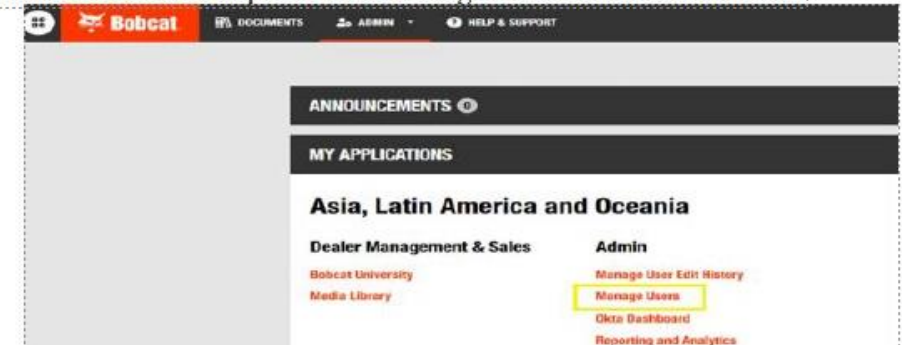 Bobcat DOCUMENTS ADMIN HELP & SUPPORT
ANNOUNCEMENTS 0
MY APPLICATIONS
Asia, Latin America and Oceania
Dealer Management & Sales Admin
Bobcat University Manage User Edit History
Media Library Manage Users
Okta Dashboard
Reporting and Analytics